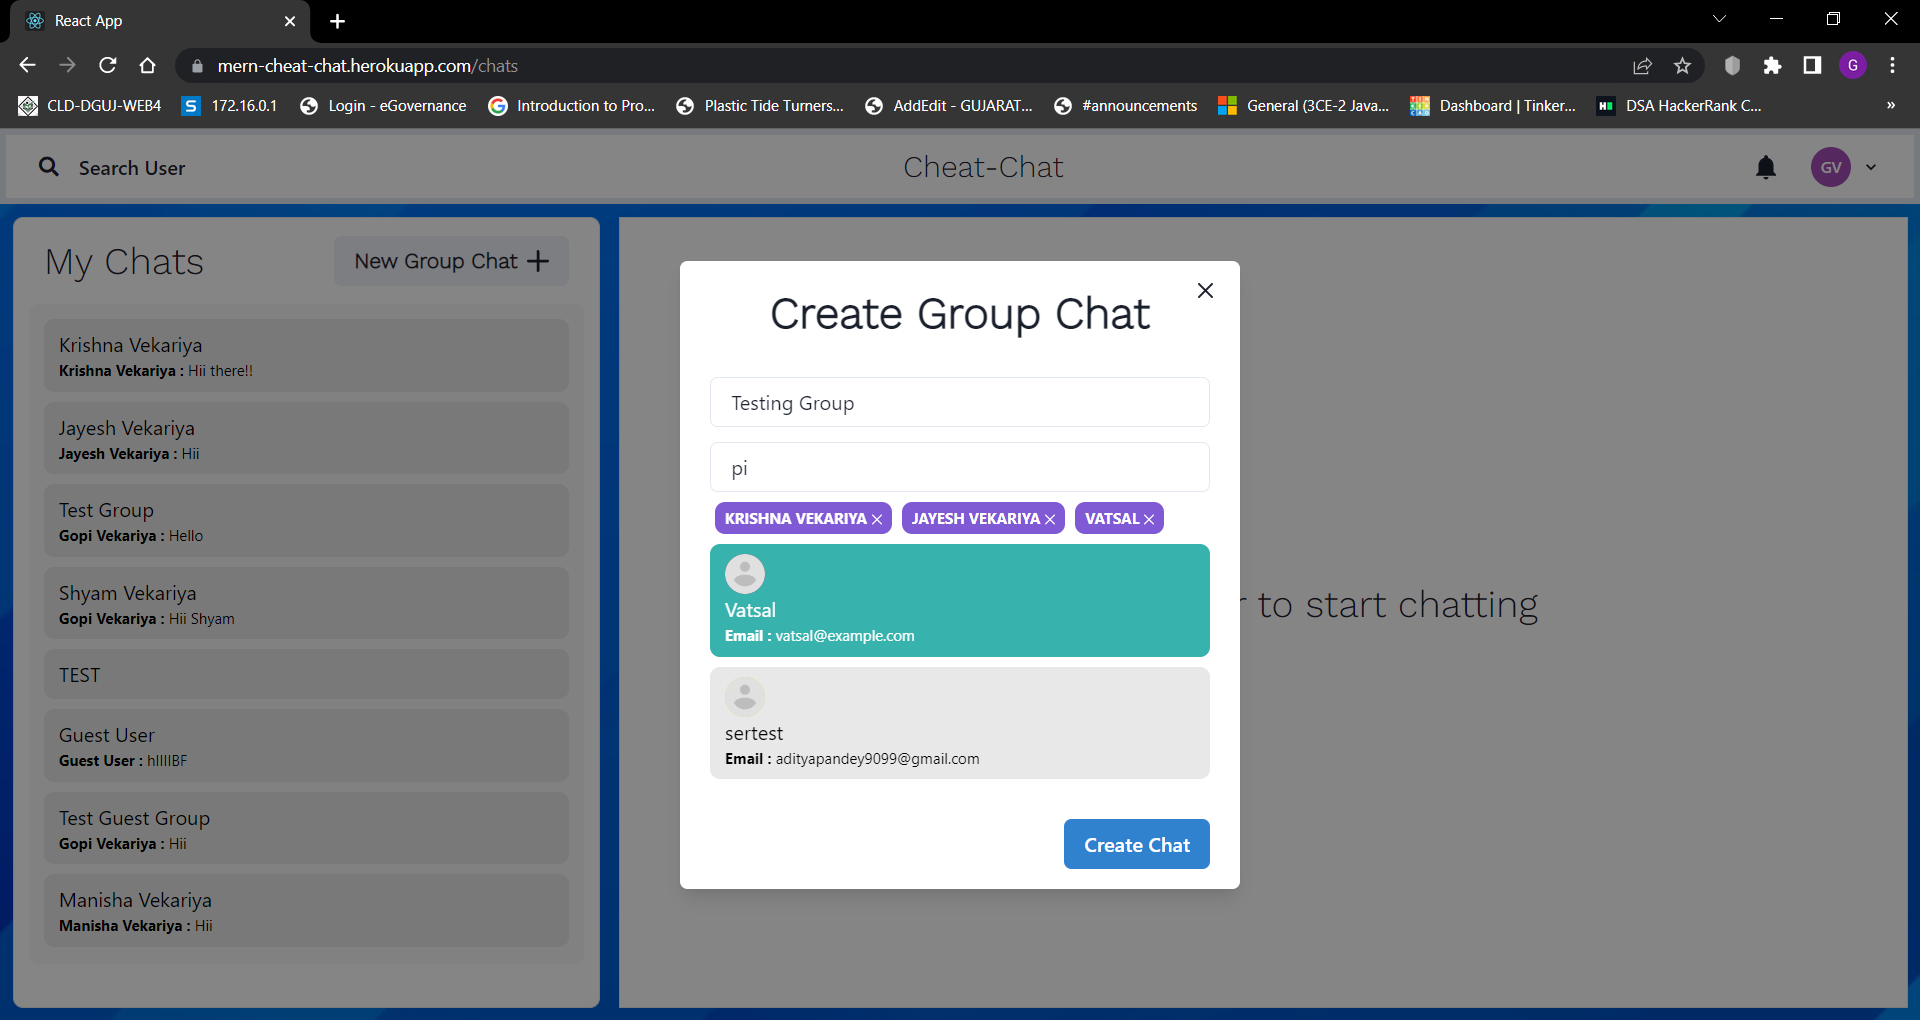 React App
mern-cheat-chat.herokuapp.com/chats
G
CLD-DGUJ-WEB4
S 172.16.0.1
Login - eGovernance
Introduction to Pro...
Plastic Tide Turners...
AddEdit - GUJARAT...
#announcements
General (3CE-2 Java...
Dashboard | Tinker...
DSA HackerRank C...
»
Search User
Cheat-Chat
GV
My Chats
New Group Chat
Krishna Vekariya
Krishna Vekariya : Hii there!!
Jayesh Vekariya
Jayesh Vekariya : Hii
Test Group
Gopi Vekariya : Hello
Shyam Vekariya
Gopi Vekariya : Hii Shyam
TEST
Guest User
Guest User : hIIIIBF
Test Guest Group
Gopi Vekariya : Hii
Manisha Vekariya
Manisha Vekariya : Hii
Create Group Chat
Testing Group
pi
KRISHNA VEKARIYA
JAYESH VEKARIYA
VATSAL
Vatsal
Email : vatsal@example.com
sertest
Email : adityapandey9099@gmail.com
Create Chat
r to start chatting